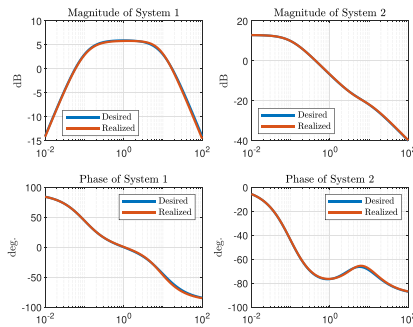 Magnitude of System 1
10
5
0
-5
-10
-15
dB
Desired
Realized
10^-2
10^0
10^2
Magnitude of System 2
20
0
-20
-40
dB
Desired
Realized
10^-2
10^0
10^2
Phase of System 1
100
50
0
-50
-100
deg.
Desired
Realized
10^-2
10^0
10^2
Phase of System 2
0
-20
-40
-60
-80
-100
deg.
Desired
Realized
10^-2
10^0
10^2